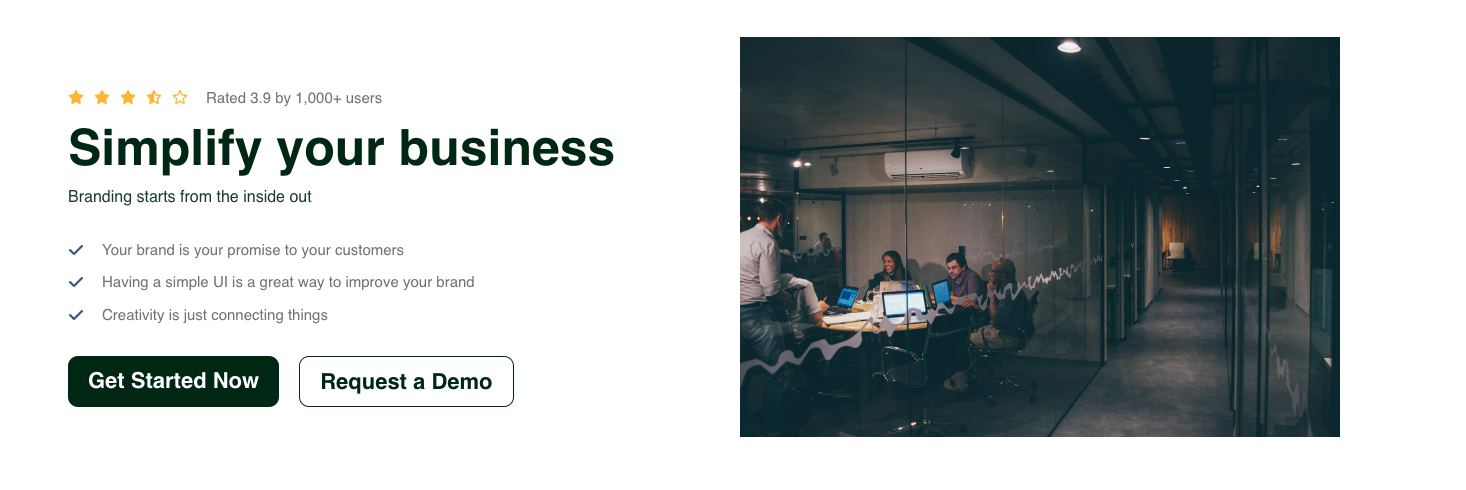 Rated 3.9 by 1,000+ users
Simplify your business
Branding starts from the inside out
Your brand is your promise to your customers
Having a simple UI is a great way to improve your brand
Creativity is just connecting things
Get Started Now
Request a Demo